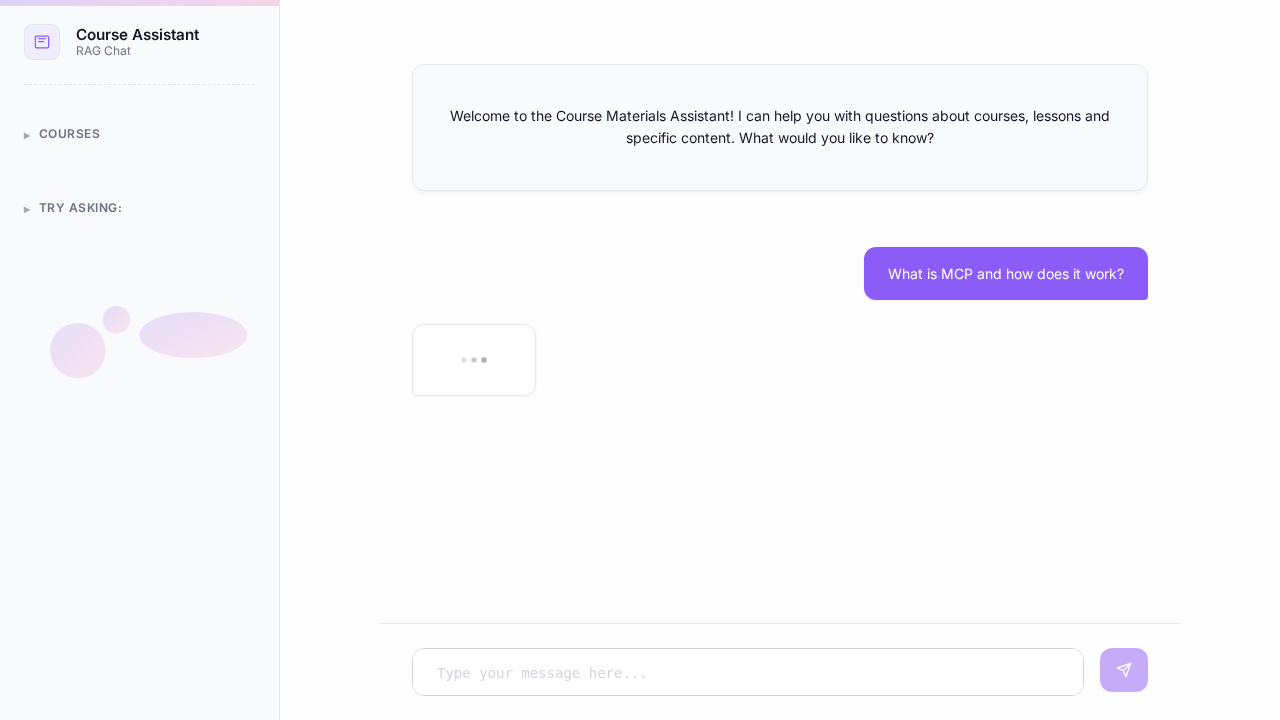 Course Assistant
RAG Chat
COURSES
TRY ASKING:
Welcome to the Course Materials Assistant! I can help you with questions about courses, lessons and
specific content. What would you like to know?
What is MCP and how does it work?
Type your message here...